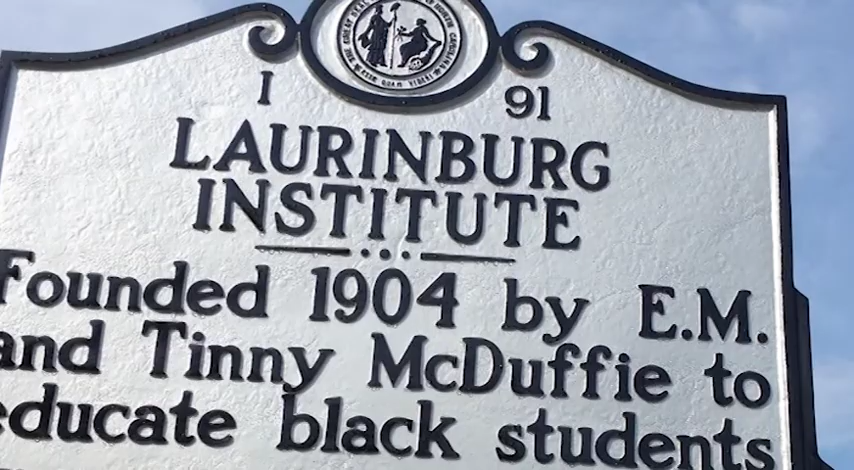 I 91
LAURINBURG
INSTITUTE
Founded 1904 by E.M.
and Tinny McDuffie to
educate black students